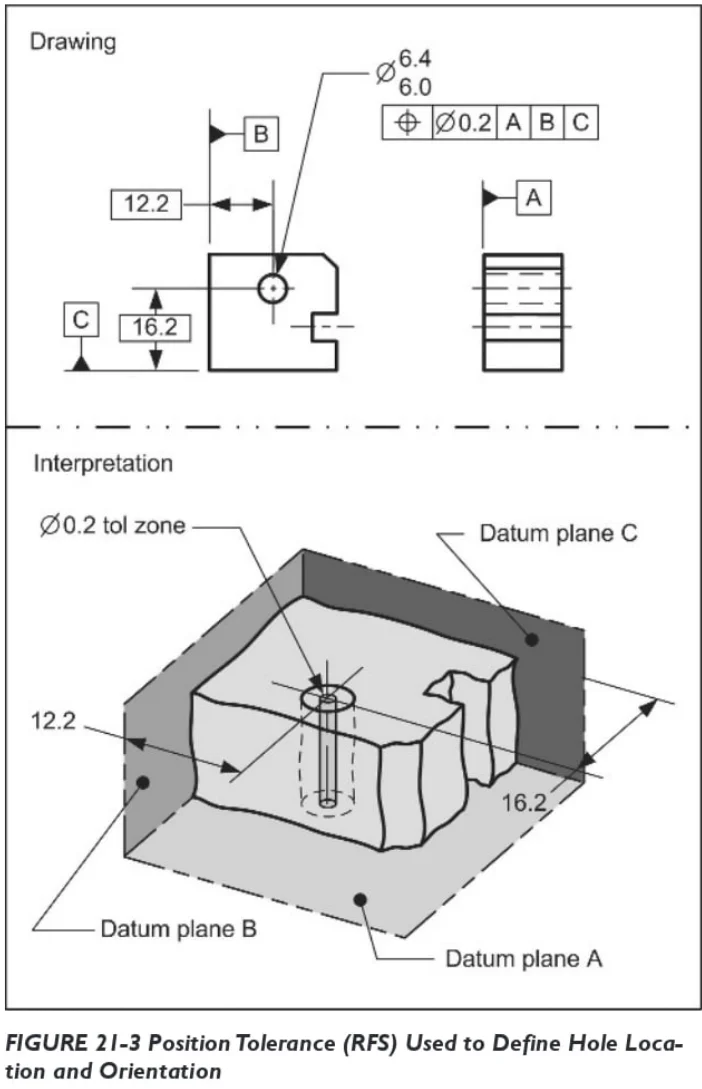 Drawing
∅ 6.4
6.0
⌖ ∅0.2 A B C
B
12.2
A
C
16.2
Interpretation
∅0.2 tol zone
Datum plane C
12.2
16.2
Datum plane B
Datum plane A
FIGURE 21-3 Position Tolerance (RFS) Used to Define Hole Loca-
tion and Orientation